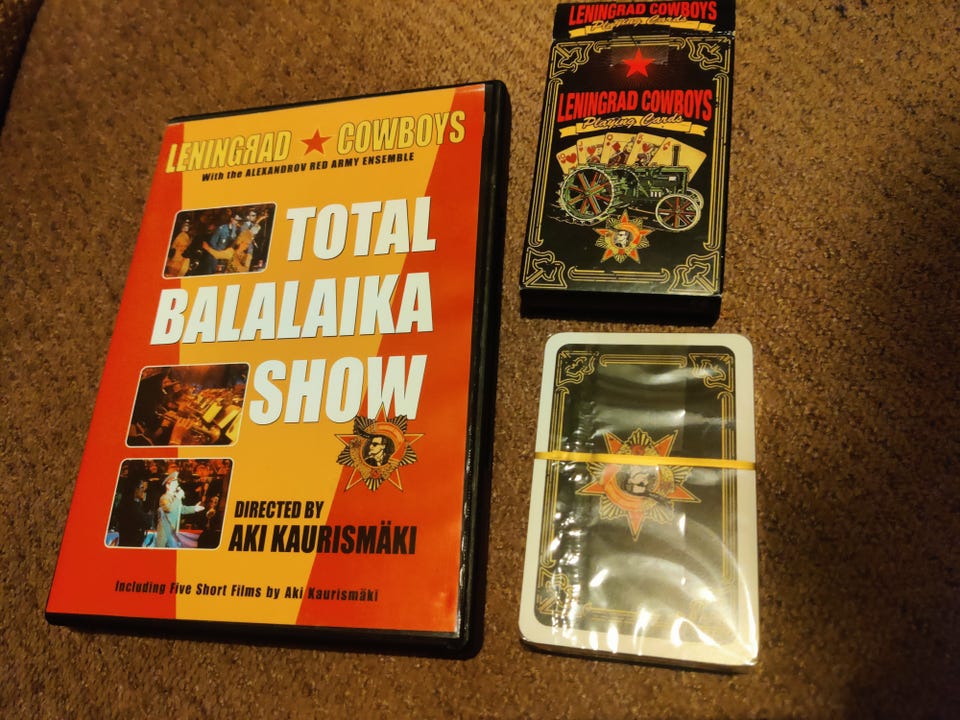 LENINGЯAD ★ COWBOYS
With the ALEXANDROV RED ARMY ENSEMBLE
TOTAL
BALALAIKA
SHOW
DIRECTED BY
AKI KAURISMÄKI
Including Five Short Films by Aki Kaurismäki
LENINGRAD COWBOYS
Playing Cards
LENINGRAD COWBOYS
Playing Cards